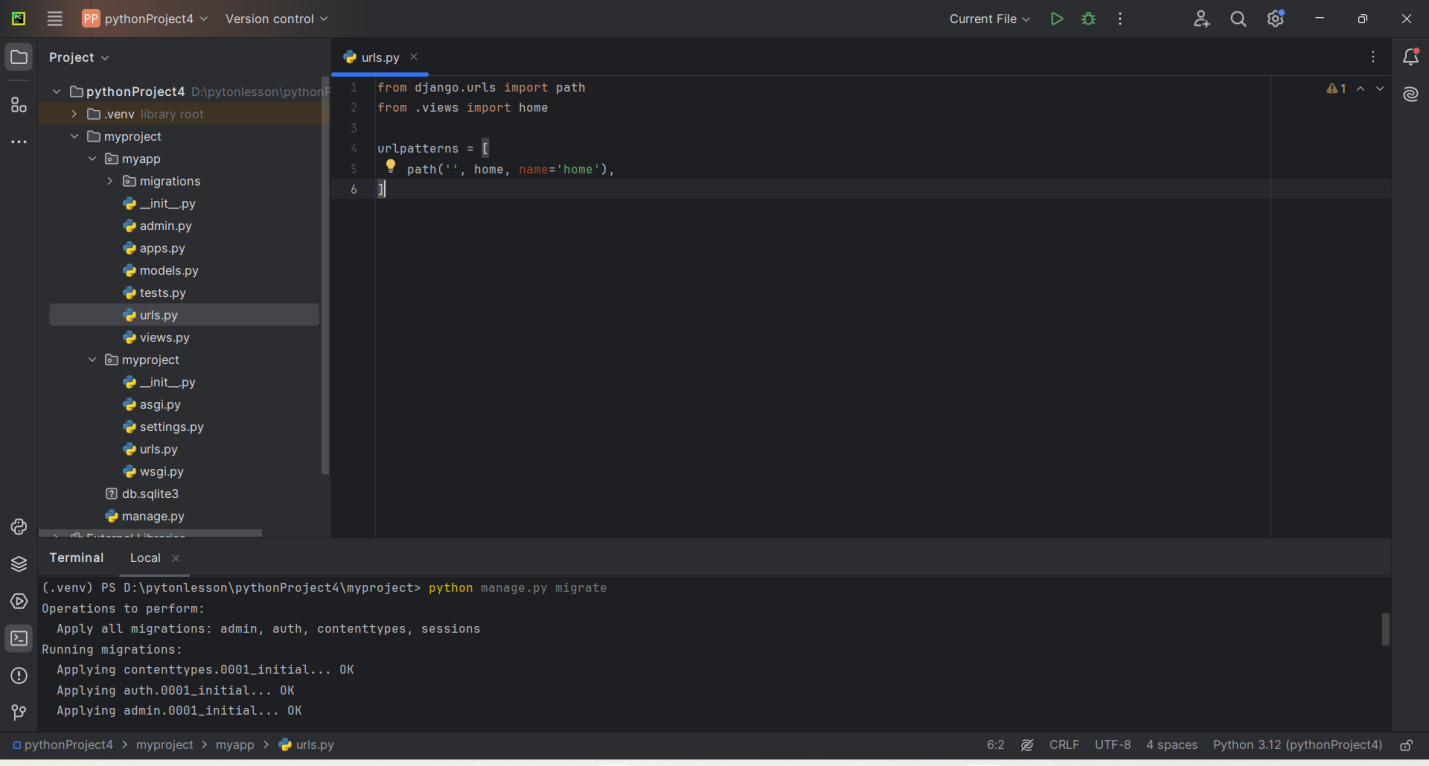 PP pythonProject4 Version control Current File
Project
urls.py
pythonProject4 D:\pytonlesson\pythonP
.venv library root
myproject
myapp
migrations
__init__.py
admin.py
apps.py
models.py
tests.py
urls.py
views.py
myproject
__init__.py
asgi.py
settings.py
urls.py
wsgi.py
db.sqlite3
manage.py
External Libraries
1 from django.urls import path
2 from .views import home
3
4 urlpatterns = [
5 path('', home, name='home'),
6 ]
1
Terminal Local
(.venv) PS D:\pytonlesson\pythonProject4\myproject> python manage.py migrate
Operations to perform:
Apply all migrations: admin, auth, contenttypes, sessions
Running migrations:
Applying contenttypes.0001_initial... OK
Applying auth.0001_initial... OK
Applying admin.0001_initial... OK
pythonProject4 > myproject > myapp > urls.py 6:2 CRLF UTF-8 4 spaces Python 3.12 (pythonProject4)